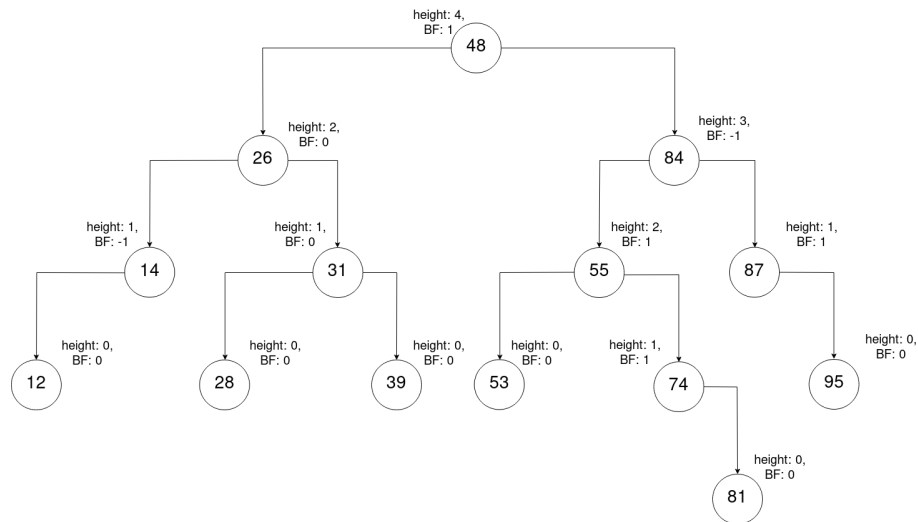 height: 4,
BF: 1
48
height: 2,
BF: 0
26
height: 3,
BF: -1
84
height: 1,
BF: -1
14
height: 1,
BF: 0
31
height: 2,
BF: 1
55
height: 1,
BF: 1
87
height: 0,
BF: 0
12
height: 0,
BF: 0
28
height: 0,
BF: 0
39
height: 0,
BF: 0
53
height: 1,
BF: 1
74
height: 0,
BF: 0
95
height: 0,
BF: 0
81